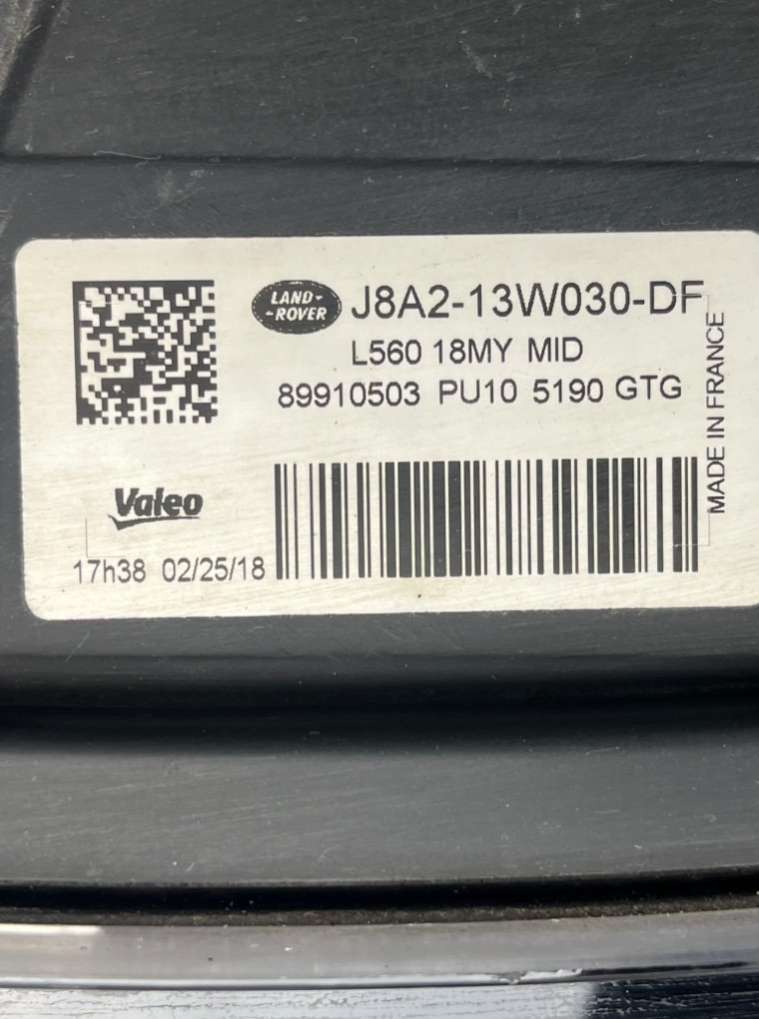 LAND-
-ROVER
J8A2-13W030-DF
L560 18MY MID
89910503 PU10 5190 GTG
MADE IN FRANCE
Valeo
17h38 02/25/18